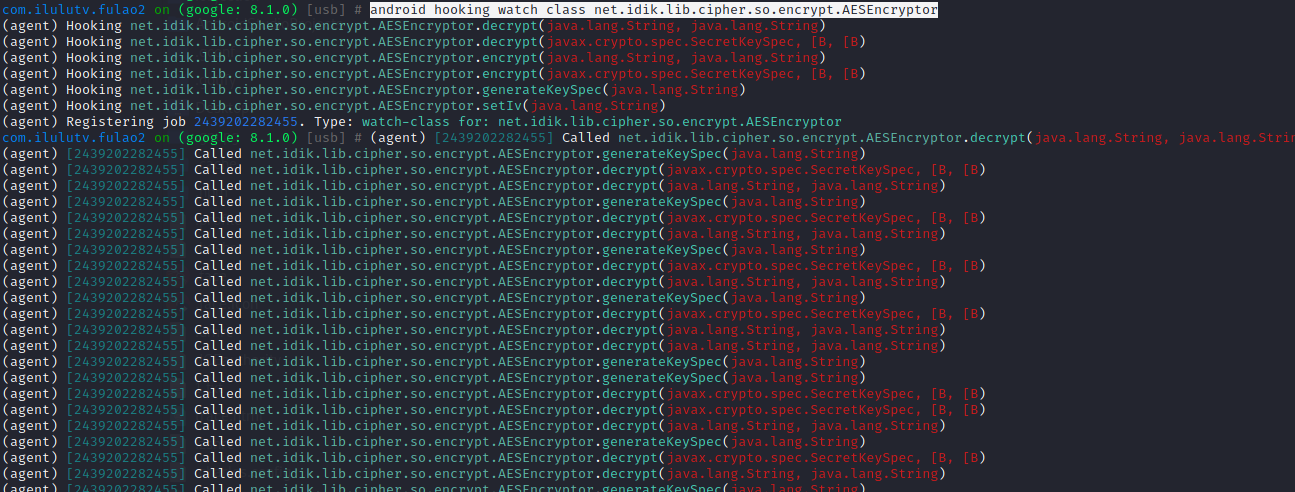 com.ilulutv.fulao2 on (google: 8.1.0) [usb] # android hooking watch class net.idik.lib.cipher.so.encrypt.AESEncryptor
(agent) Hooking net.idik.lib.cipher.so.encrypt.AESEncryptor.decrypt(java.lang.String, java.lang.String)
(agent) Hooking net.idik.lib.cipher.so.encrypt.AESEncryptor.decrypt(javax.crypto.spec.SecretKeySpec, [B, [B)
(agent) Hooking net.idik.lib.cipher.so.encrypt.AESEncryptor.encrypt(java.lang.String, java.lang.String)
(agent) Hooking net.idik.lib.cipher.so.encrypt.AESEncryptor.encrypt(javax.crypto.spec.SecretKeySpec, [B, [B)
(agent) Hooking net.idik.lib.cipher.so.encrypt.AESEncryptor.generateKeySpec(java.lang.String)
(agent) Hooking net.idik.lib.cipher.so.encrypt.AESEncryptor.setIv(java.lang.String)
(agent) Registering job 2439202282455. Type: watch-class for: net.idik.lib.cipher.so.encrypt.AESEncryptor
com.ilulutv.fulao2 on (google: 8.1.0) [usb] # (agent) [2439202282455] Called net.idik.lib.cipher.so.encrypt.AESEncryptor.decrypt(java.lang.String, java.lang.Strin
(agent) [2439202282455] Called net.idik.lib.cipher.so.encrypt.AESEncryptor.generateKeySpec(java.lang.String)
(agent) [2439202282455] Called net.idik.lib.cipher.so.encrypt.AESEncryptor.decrypt(javax.crypto.spec.SecretKeySpec, [B, [B)
(agent) [2439202282455] Called net.idik.lib.cipher.so.encrypt.AESEncryptor.decrypt(java.lang.String, java.lang.String)
(agent) [2439202282455] Called net.idik.lib.cipher.so.encrypt.AESEncryptor.generateKeySpec(java.lang.String)
(agent) [2439202282455] Called net.idik.lib.cipher.so.encrypt.AESEncryptor.decrypt(javax.crypto.spec.SecretKeySpec, [B, [B)
(agent) [2439202282455] Called net.idik.lib.cipher.so.encrypt.AESEncryptor.decrypt(java.lang.String, java.lang.String)
(agent) [2439202282455] Called net.idik.lib.cipher.so.encrypt.AESEncryptor.generateKeySpec(java.lang.String)
(agent) [2439202282455] Called net.idik.lib.cipher.so.encrypt.AESEncryptor.decrypt(javax.crypto.spec.SecretKeySpec, [B, [B)
(agent) [2439202282455] Called net.idik.lib.cipher.so.encrypt.AESEncryptor.decrypt(java.lang.String, java.lang.String)
(agent) [2439202282455] Called net.idik.lib.cipher.so.encrypt.AESEncryptor.generateKeySpec(java.lang.String)
(agent) [2439202282455] Called net.idik.lib.cipher.so.encrypt.AESEncryptor.decrypt(javax.crypto.spec.SecretKeySpec, [B, [B)
(agent) [2439202282455] Called net.idik.lib.cipher.so.encrypt.AESEncryptor.decrypt(java.lang.String, java.lang.String)
(agent) [2439202282455] Called net.idik.lib.cipher.so.encrypt.AESEncryptor.decrypt(java.lang.String, java.lang.String)
(agent) [2439202282455] Called net.idik.lib.cipher.so.encrypt.AESEncryptor.generateKeySpec(java.lang.String)
(agent) [2439202282455] Called net.idik.lib.cipher.so.encrypt.AESEncryptor.generateKeySpec(java.lang.String)
(agent) [2439202282455] Called net.idik.lib.cipher.so.encrypt.AESEncryptor.decrypt(javax.crypto.spec.SecretKeySpec, [B, [B)
(agent) [2439202282455] Called net.idik.lib.cipher.so.encrypt.AESEncryptor.decrypt(javax.crypto.spec.SecretKeySpec, [B, [B)
(agent) [2439202282455] Called net.idik.lib.cipher.so.encrypt.AESEncryptor.decrypt(java.lang.String, java.lang.String)
(agent) [2439202282455] Called net.idik.lib.cipher.so.encrypt.AESEncryptor.generateKeySpec(java.lang.String)
(agent) [2439202282455] Called net.idik.lib.cipher.so.encrypt.AESEncryptor.decrypt(javax.crypto.spec.SecretKeySpec, [B, [B)
(agent) [2439202282455] Called net.idik.lib.cipher.so.encrypt.AESEncryptor.decrypt(java.lang.String, java.lang.String)
(agent) [2439202282455] Called net.idik.lib.cipher.so.encrypt.AESEncryptor.generateKeySpec(java.lang.String)